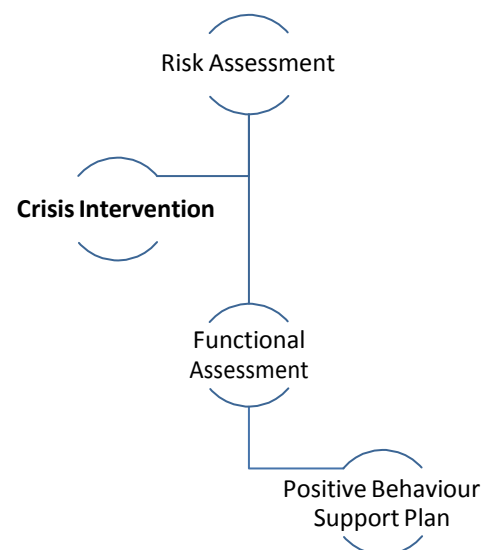 Risk Assessment
Crisis Intervention
Functional
Assessment
Positive Behaviour
Support Plan